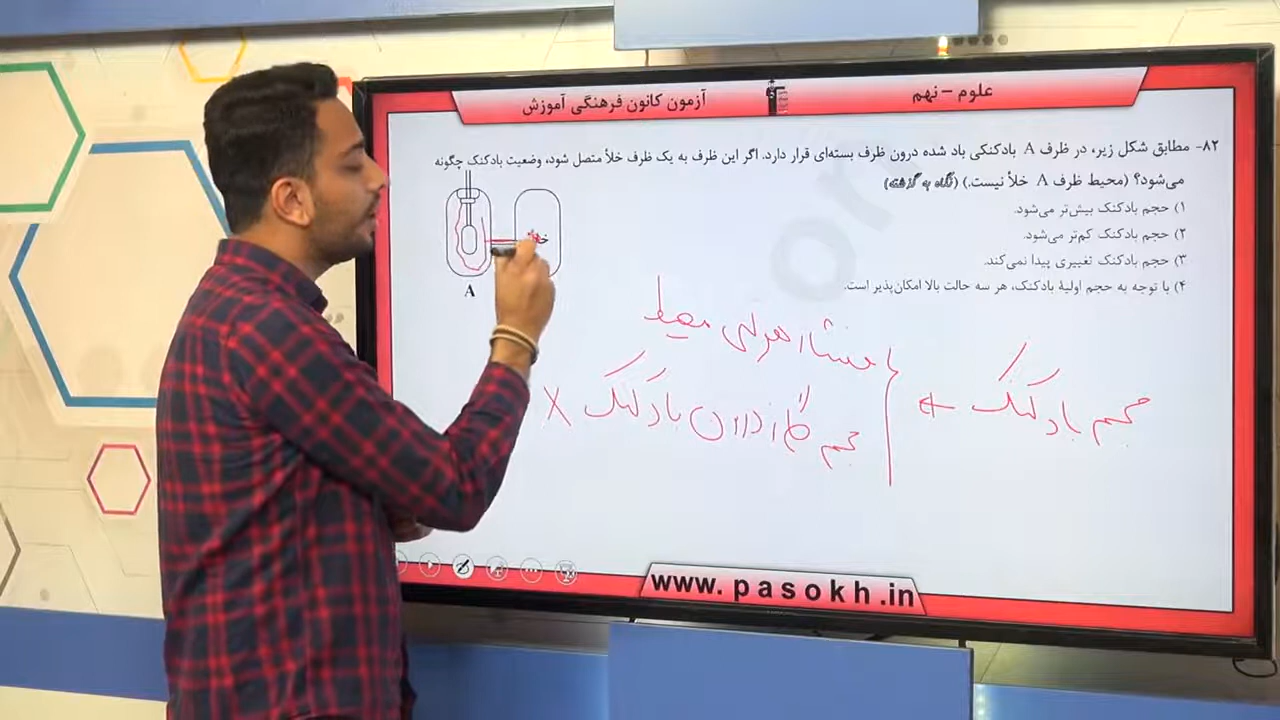 علوم – نهم
آزمون کانون فرهنگی آموزش
۸۲- مطابق شکل زیر، در ظرف A بادکنکی باد شده درون ظرف بسته‌ای قرار دارد. اگر این ظرف به یک ظرف خلأ متصل شود، وضعیت بادکنک چگونه
می‌شود؟ (محیط ظرف A خلأ نیست.) (نگاه به گذشته)
۱) حجم بادکنک بیش‌تر می‌شود.
۲) حجم بادکنک کم‌تر می‌شود.
۳) حجم بادکنک تغییری پیدا نمی‌کند.
۴) با توجه به حجم اولیۀ بادکنک، هر سه حالت بالا امکان‌پذیر است.
A
حجم بادکنک
فشار هوای محیط
حجم گاز درون بادکنک X
www.pasokh.in